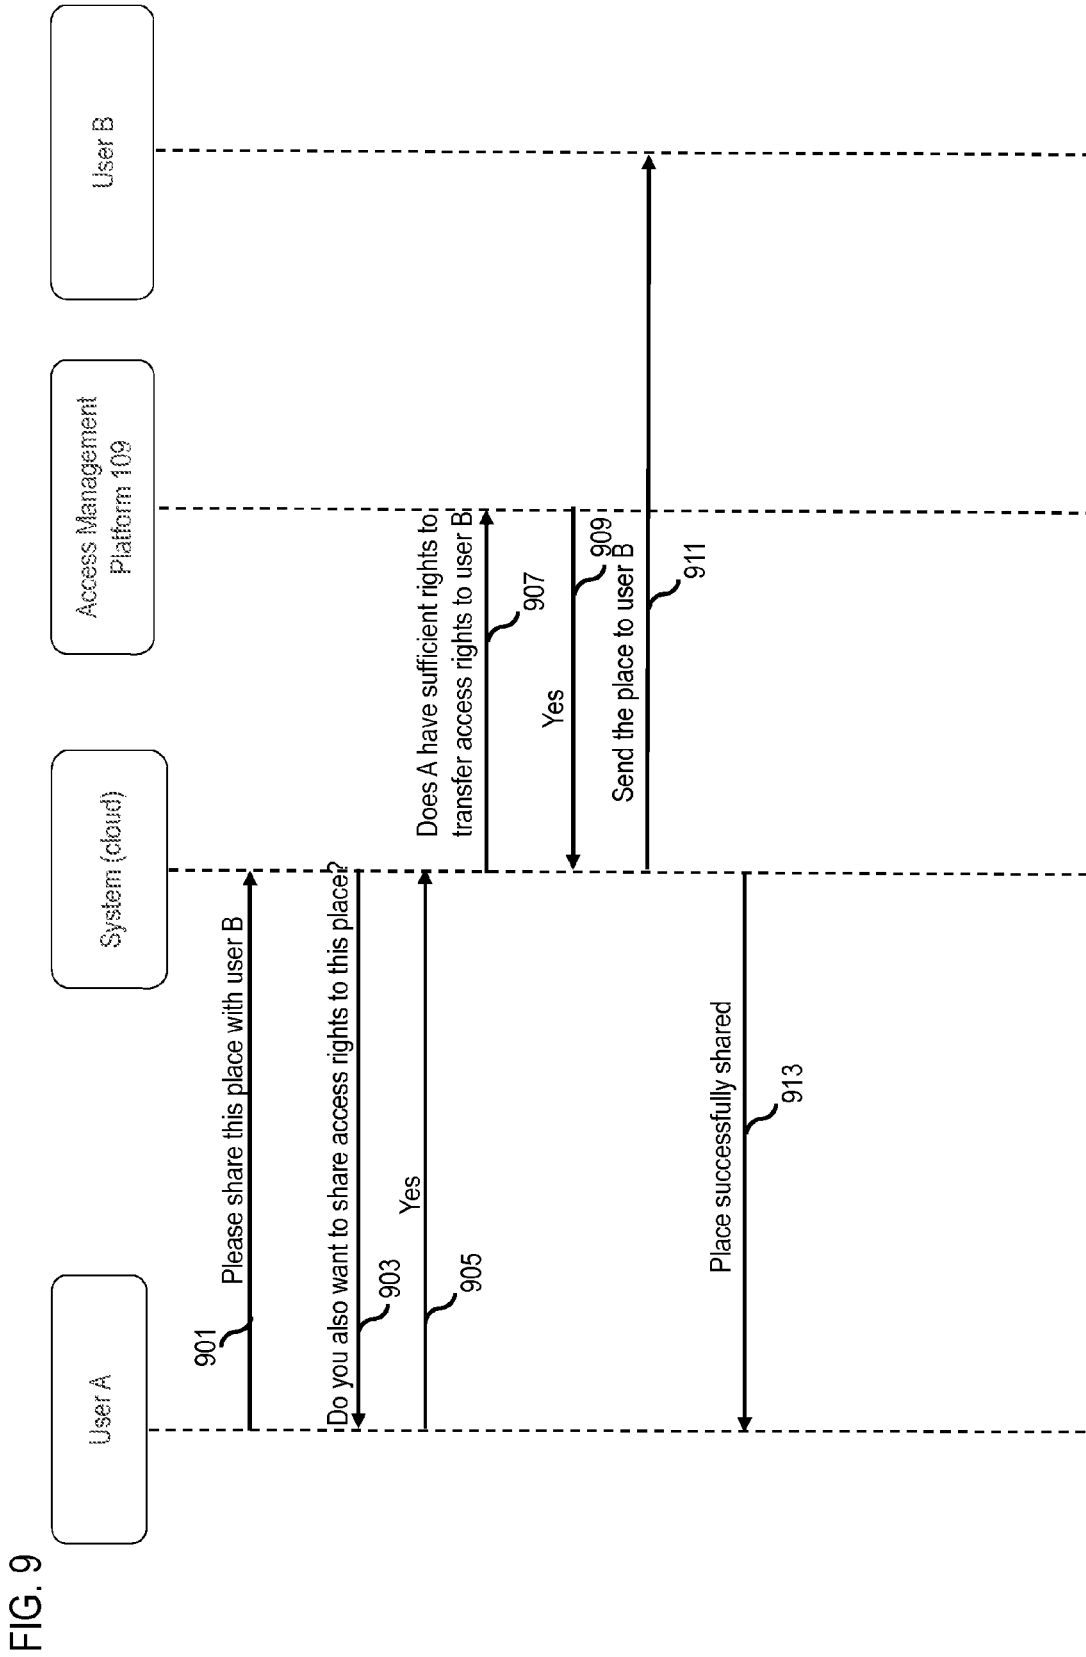 FIG. 9
User A
System (cloud)
Access Management
Platform 109
User B
Please share this place with user B
901
Do you also want to share access rights to this place?
903
Yes
905
Does A have sufficient rights to
transfer access rights to user B
907
Yes
909
Send the place to user B
911
Place successfully shared
913